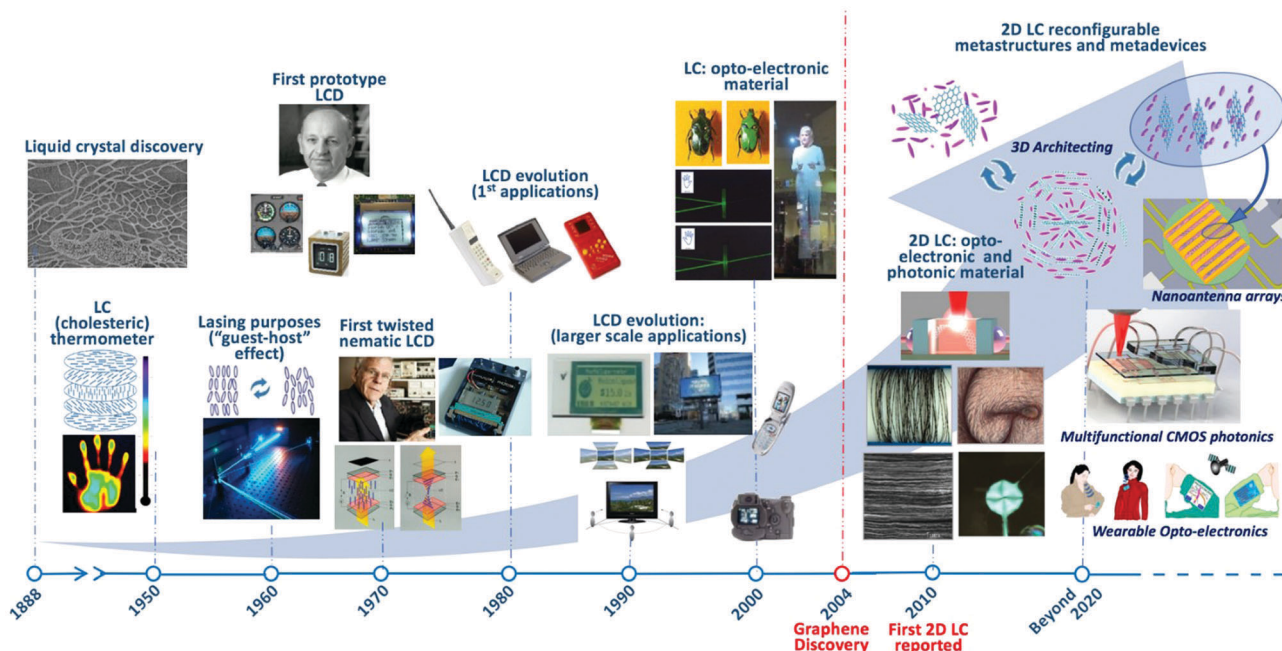 2D LC reconfigurable
metastructures and metadevices
First prototype
LCD
LC: opto-electronic
material
Liquid crystal discovery
3D Architecting
LCD evolution
(1st applications)
2D LC: opto-
electronic and
photonic material
Nanoantenna arrays
LC
(cholesteric)
thermometer
Lasing purposes
("guest-host"
effect)
First twisted
nematic LCD
LCD evolution:
(larger scale applications)
Multifunctional CMOS photonics
Wearable Opto-electronics
1888
1950
1960
1970
1980
1990
2000
2004
2010
Beyond
2020
Graphene
Discovery
First 2D LC
reported